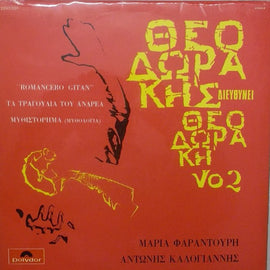 ΘΕΟ
ΔΩΡΑ
ΚΗΣ
ΔΙΕΥΘΥΝΕΙ
ΘΕΟ
ΔΩΡΑ
ΚΗ
Νο 2
"ROMANCERO GITAN"
ΤΑ ΤΡΑΓΟΥΔΙΑ ΤΟΥ ΑΝΔΡΕΑ
ΜΥΘΙΣΤΟΡΗΜΑ (ΜΥΘΟΛΟΓΙΑ)
ΜΑΡΙΑ ΦΑΡΑΝΤΟΥΡΗ
ΑΝΤΩΝΗΣ ΚΑΛΟΓΙΑΝΝΗΣ
Polydor